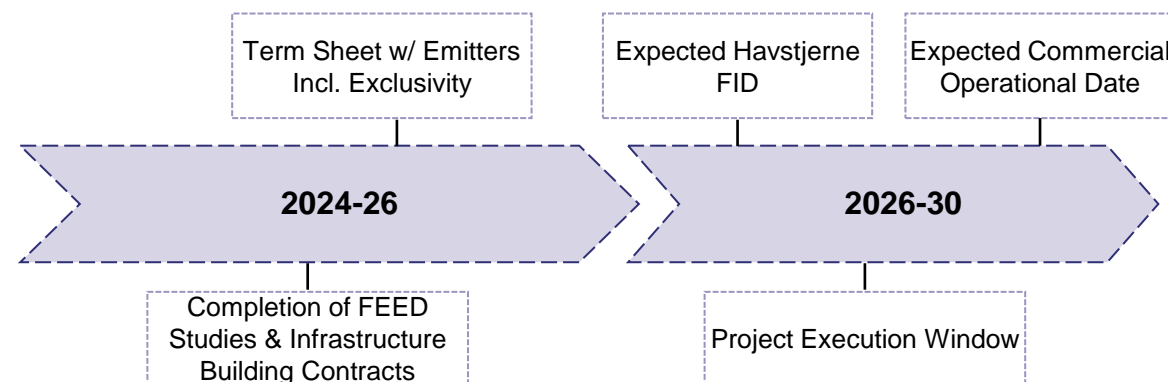 Term Sheet w/ Emitters
Incl. Exclusivity
Expected Havstjerne
FID
Expected Commercial
Operational Date
2024-26
2026-30
Completion of FEED
Studies & Infrastructure
Building Contracts
Project Execution Window